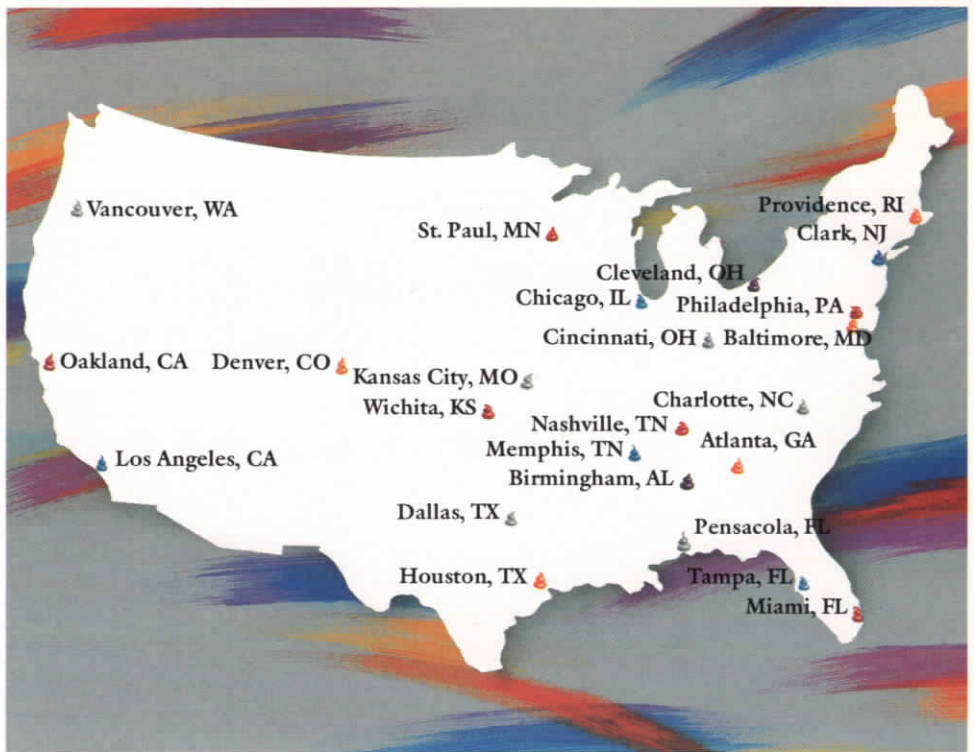 Vancouver, WA
St. Paul, MN
Providence, RI
Clark, NJ
Cleveland, OH
Chicago, IL
Philadelphia, PA
Cincinnati, OH
Baltimore, MD
Oakland, CA
Denver, CO
Kansas City, MO
Wichita, KS
Charlotte, NC
Nashville, TN
Atlanta, GA
Memphis, TN
Los Angeles, CA
Birmingham, AL
Dallas, TX
Pensacola, FL
Houston, TX
Tampa, FL
Miami, FL